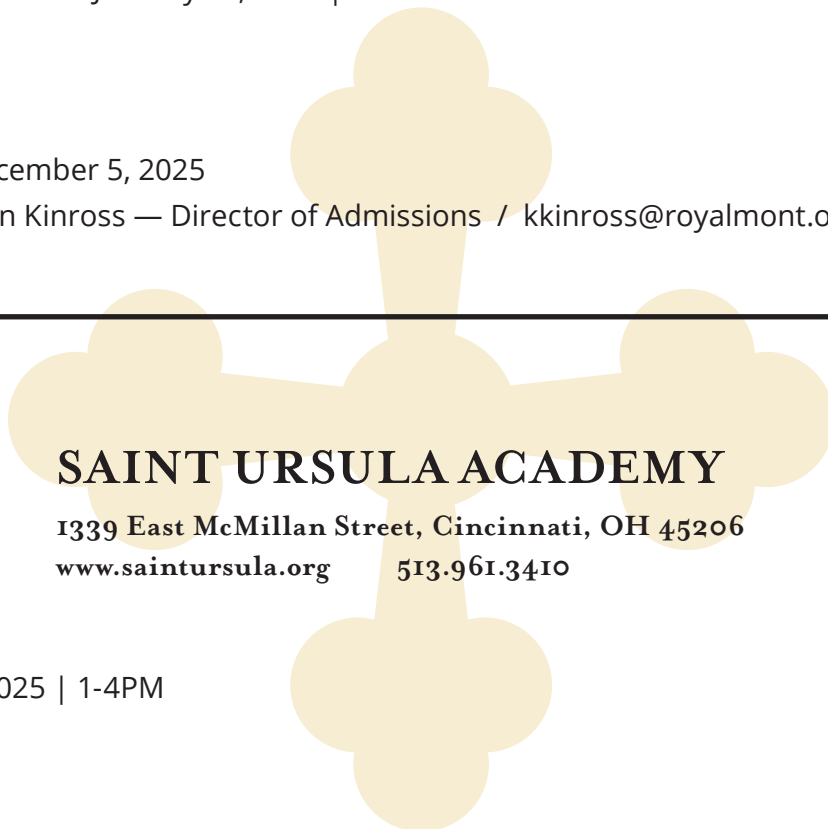 cember 5, 2025
n Kinross — Director of Admissions / kkinross@royalmont.o
SAINT URSULA ACADEMY
1339 East McMillan Street, Cincinnati, OH 45206
www.saintursula.org 513.961.3410
025 | 1-4PM